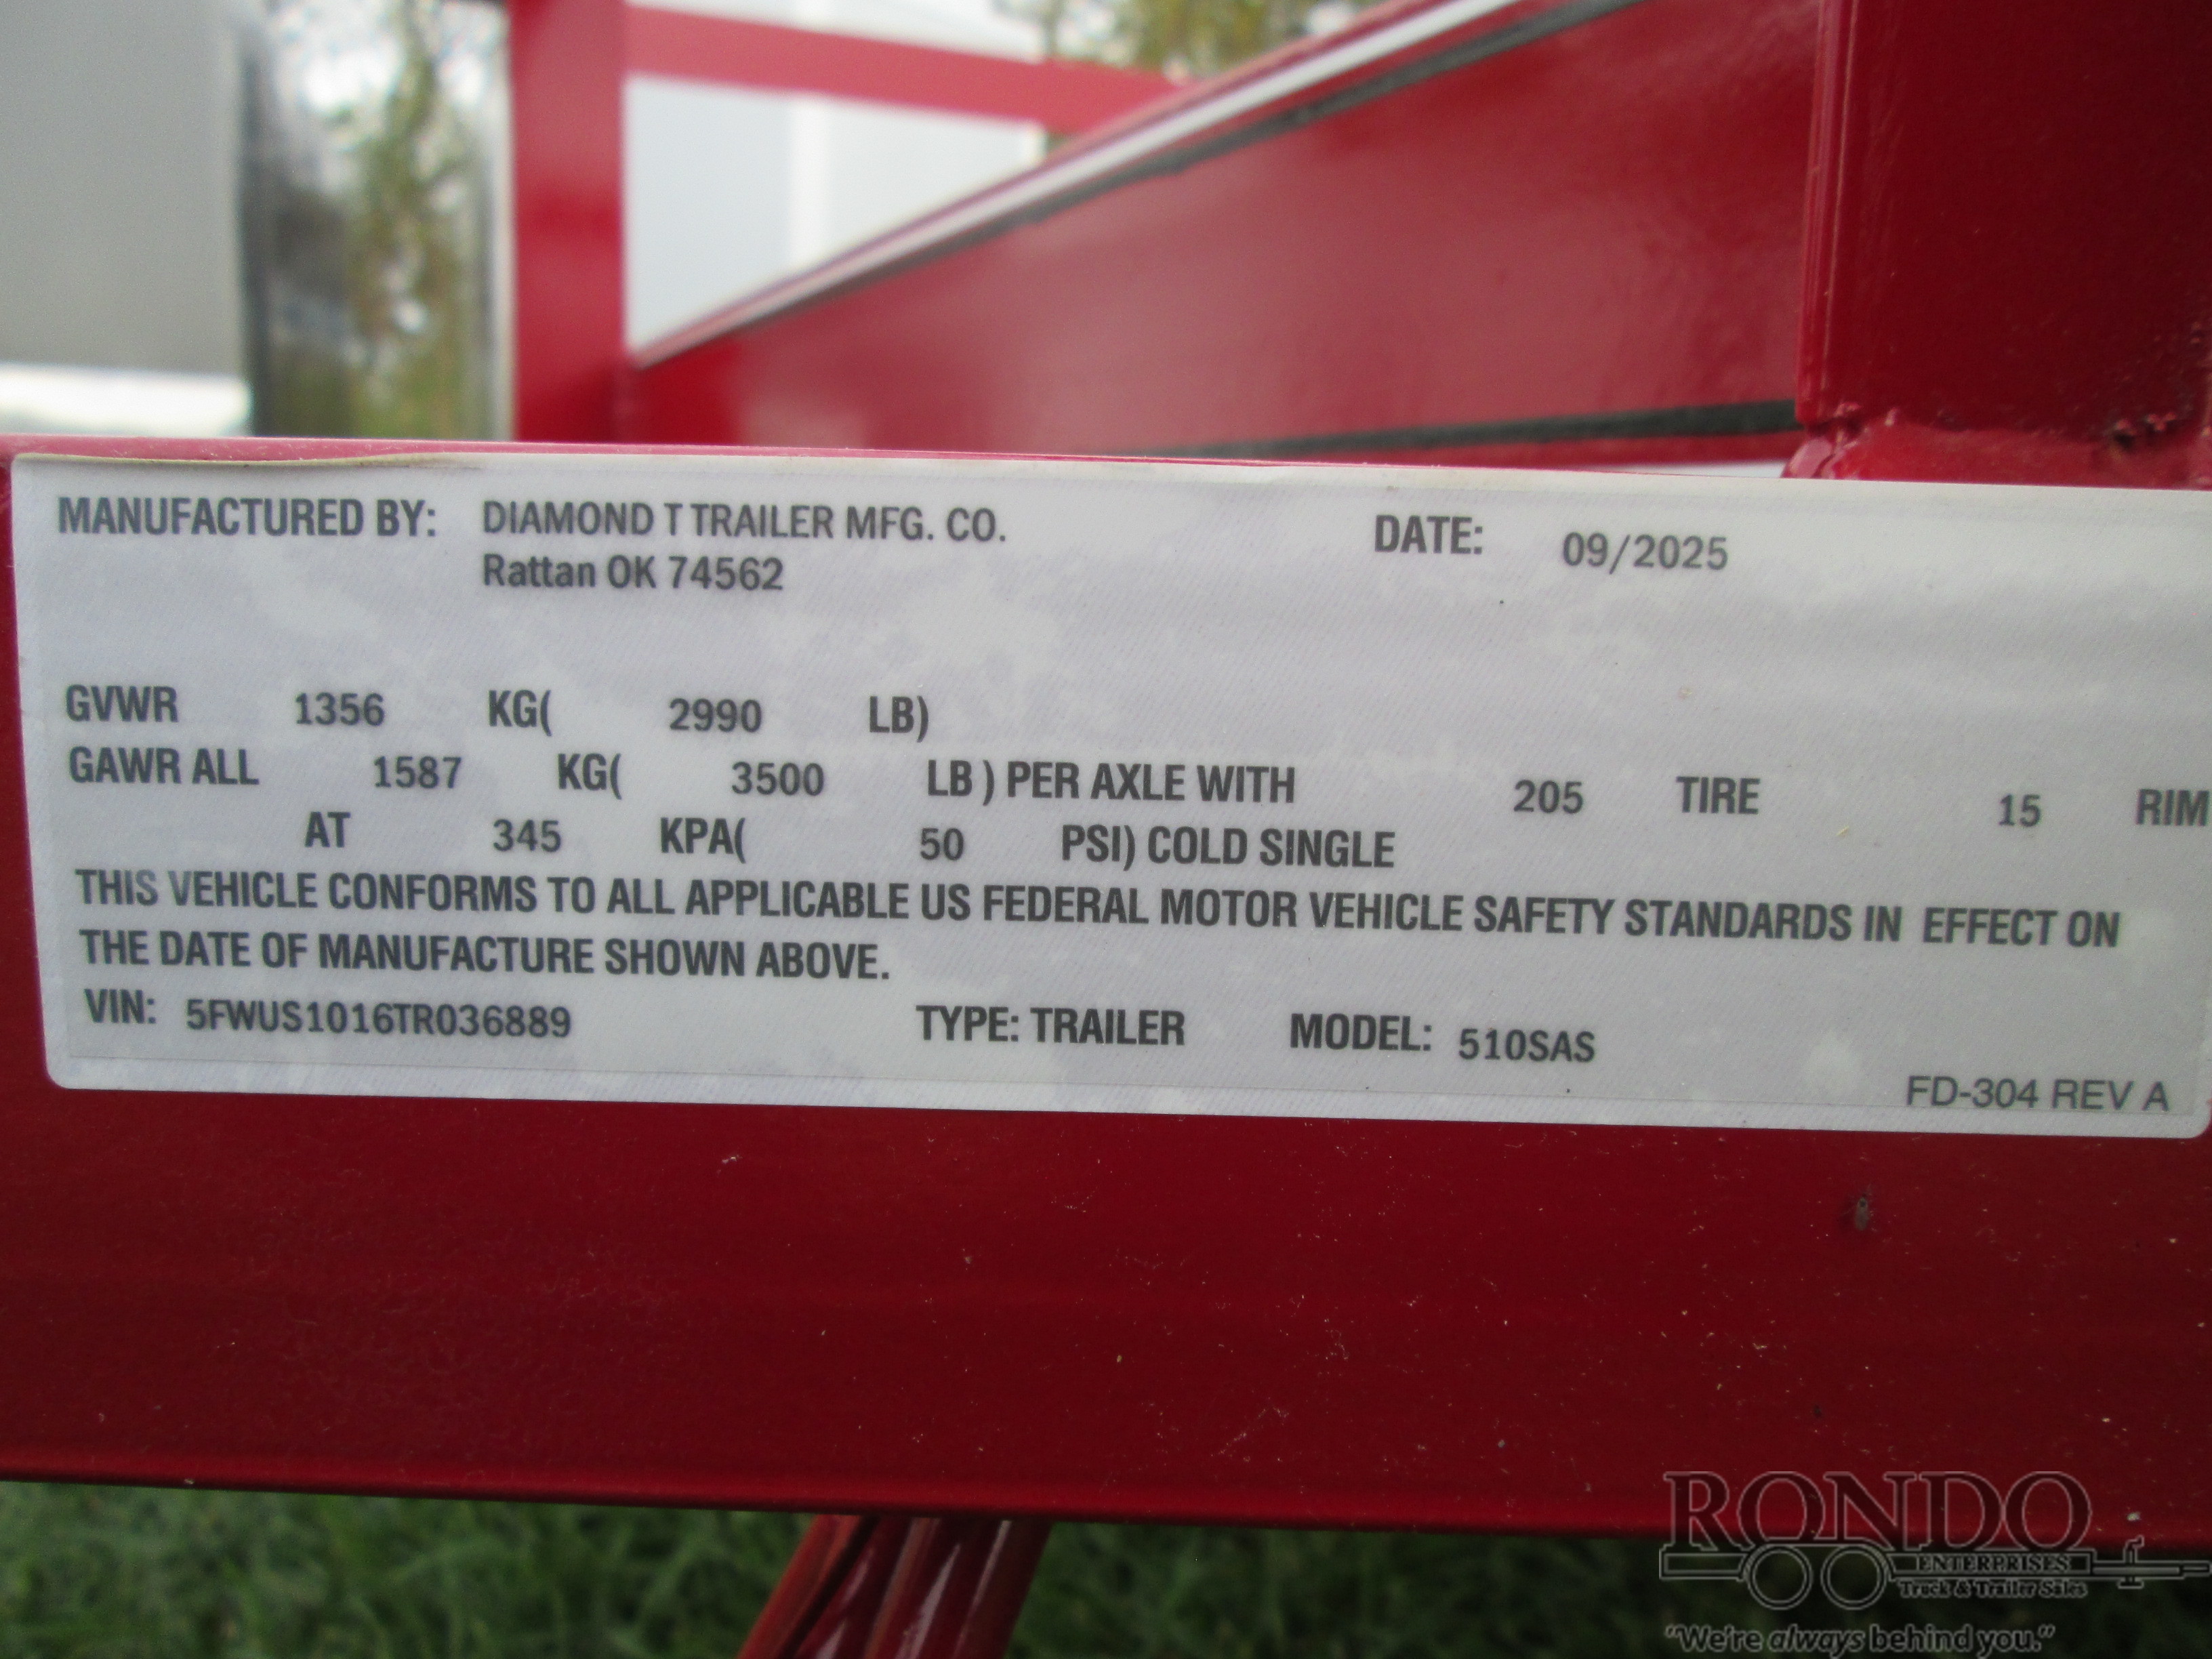 MANUFACTURED BY: DIAMOND T TRAILER MFG. CO. DATE: 09/2025
Rattan OK 74562
GVWR 1356 KG( 2990 LB)
GAWR ALL 1587 KG( 3500 LB ) PER AXLE WITH 205 TIRE 15 RIM
AT 345 KPA( 50 PSI) COLD SINGLE
THIS VEHICLE CONFORMS TO ALL APPLICABLE US FEDERAL MOTOR VEHICLE SAFETY STANDARDS IN EFFECT ON
THE DATE OF MANUFACTURE SHOWN ABOVE.
VIN: 5FWUS1016TR036889 TYPE: TRAILER MODEL: 510SAS
FD-304 REV A
RONDO
ENTERPRISES
Truck & Trailer Sales
"We're always behind you."